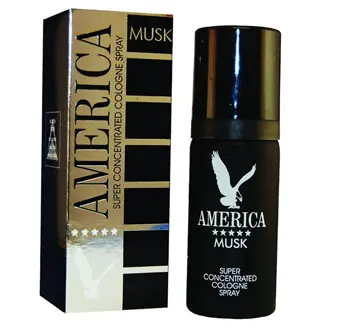 MUSK
AMERICA
SUPER CONCENTRATED COLOGNE SPRAY
AMERICA
MUSK
SUPER
CONCENTRATED
COLOGNE
SPRAY